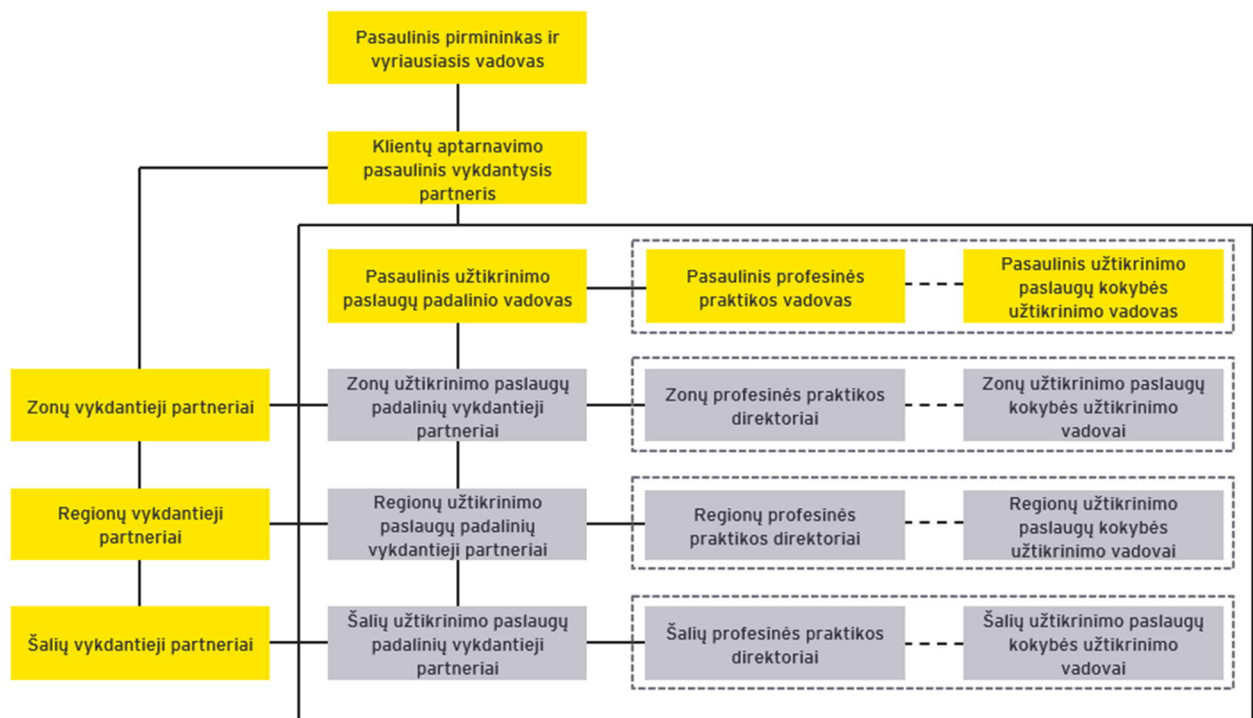 Pasaulinis pirmininkas ir
vyriausiasis vadovas
Klientų aptarnavimo
pasaulinis vykdantysis
partneris
Pasaulinis užtikrinimo
paslaugų padalinio vadovas
Pasaulinis profesinės
praktikos vadovas
Pasaulinis užtikrinimo
paslaugų kokybės
užtikrinimo vadovas
Zonų vykdantieji partneriai
Zonų užtikrinimo paslaugų
padalinių vykdantieji
partneriai
Zonų profesinės praktikos
direktoriai
Zonų užtikrinimo paslaugų
kokybės užtikrinimo
vadovai
Regionų vykdantieji
partneriai
Regionų užtikrinimo
paslaugų padalinių
vykdantieji partneriai
Regionų profesinės
praktikos direktoriai
Regionų užtikrinimo
paslaugų kokybės
užtikrinimo vadovai
Šalių vykdantieji partneriai
Šalių užtikrinimo paslaugų
padalinių vykdantieji
partneriai
Šalių profesinės praktikos
direktoriai
Šalių užtikrinimo paslaugų
kokybės užtikrinimo
vadovai